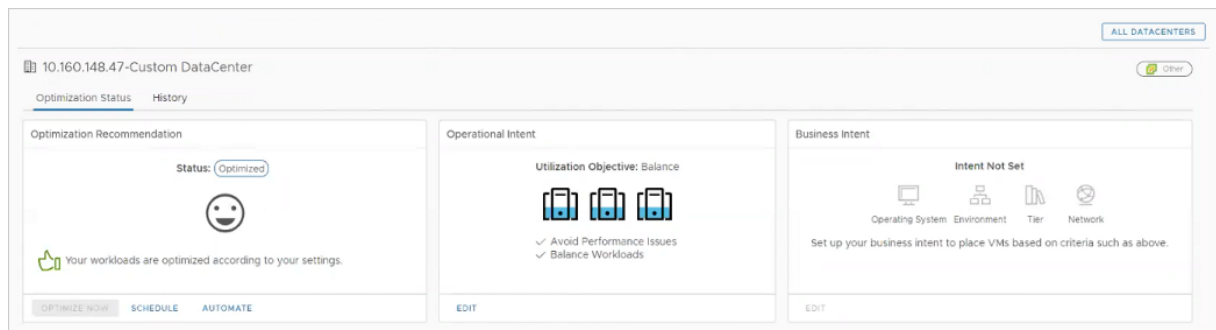 ALL DATACENTERS
10.160.148.47-Custom DataCenter
Other
Optimization Status History
Optimization Recommendation
Status: Optimized
Your workloads are optimized according to your settings.
OPTIMIZE NOW SCHEDULE AUTOMATE
Operational Intent
Utilization Objective: Balance
Avoid Performance Issues
Balance Workloads
EDIT
Business Intent
Intent Not Set
Operating System Environment Tier Network
Set up your business intent to place VMs based on criteria such as above.
EDIT